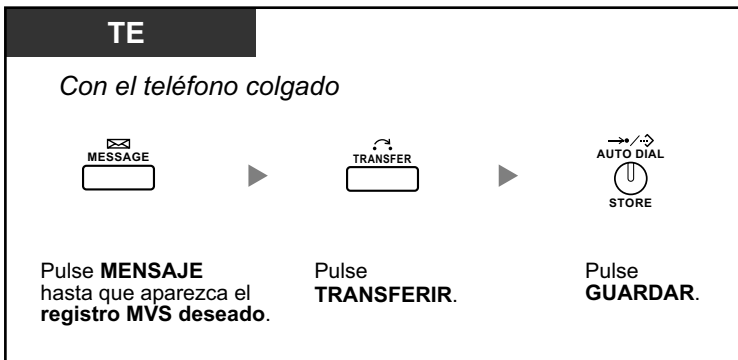 TE
Con el teléfono colgado
MESSAGE
TRANSFER
AUTO DIAL
STORE
Pulse MENSAJE
hasta que aparezca el
registro MVS deseado.
Pulse
TRANSFERIR.
Pulse
GUARDAR.